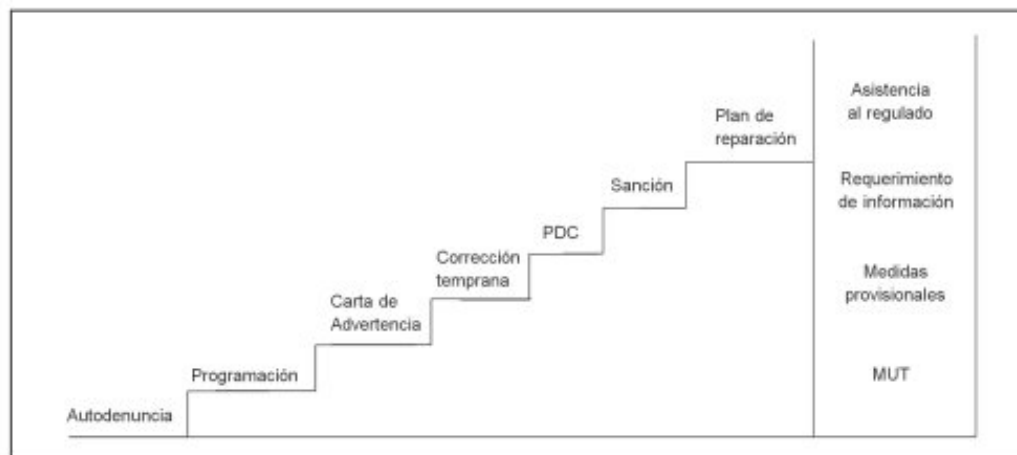 Autodenuncia
Programación
Carta de
Advertencia
Corrección
temprana
PDC
Sanción
Plan de
reparación
Asistencia
al regulado
Requerimiento
de información
Medidas
provisionales
MUT